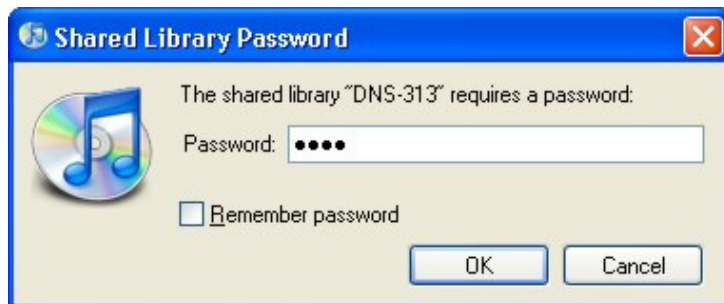 Shared Library Password
The shared library "DNS-313" requires a password:
Password: ••••
Remember password
OK Cancel